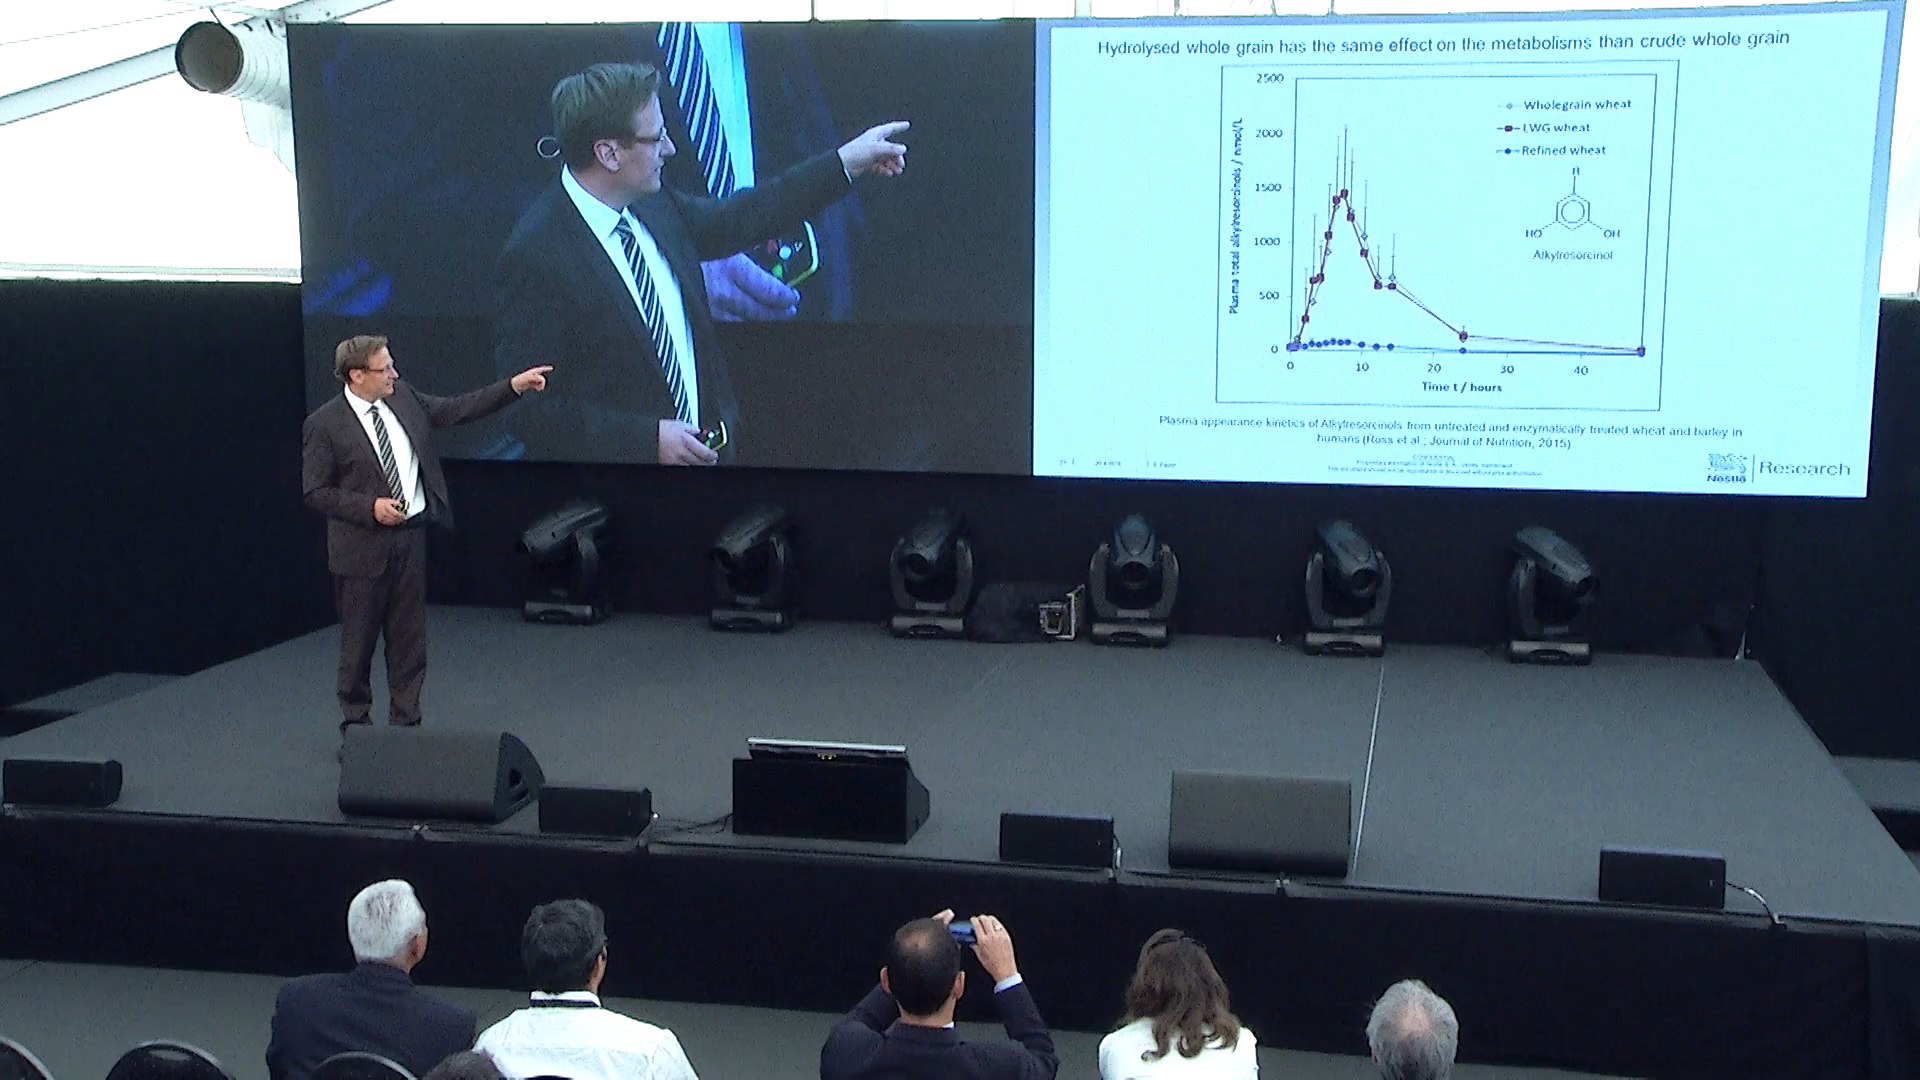 Hydrolysed whole grain has the same effect on the metabolisms than crude whole grain
Plasma total alkylresorcinols / nmol/L
2500
2000
1500
1000
500
0
Wholegrain wheat
LWG wheat
Refined wheat
R
HO
OH
Alkylresorcinol
0
10
20
30
40
Time t / hours
Plasma appearance kinetics of Alkylresorcinols from untreated and enzymatically treated wheat and barley in
humans (Ross et al.; Journal of Nutrition, 2015)
Nestlé
Research